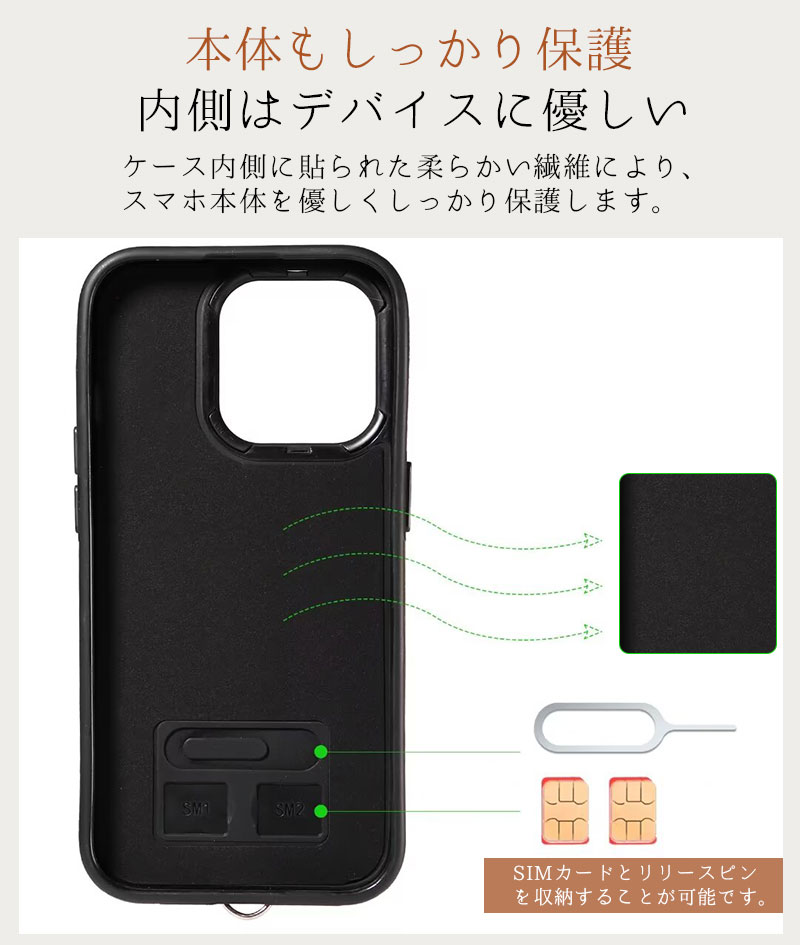 本体もしっかり保護
内側はデバイスに優しい
ケース内側に貼られた柔らかい繊維により、
スマホ本体を優しくしっかり保護します。
SM1
SM2
SIMカードとリリースピン
を収納することが可能です。